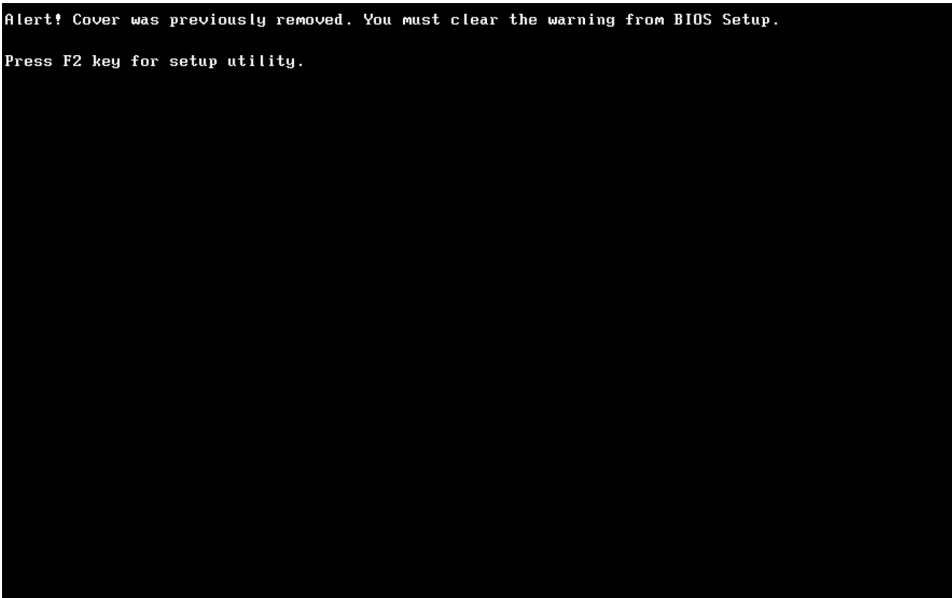 Alert! Cover was previously removed. You must clear the warning from BIOS Setup.
Press F2 key for setup utility.